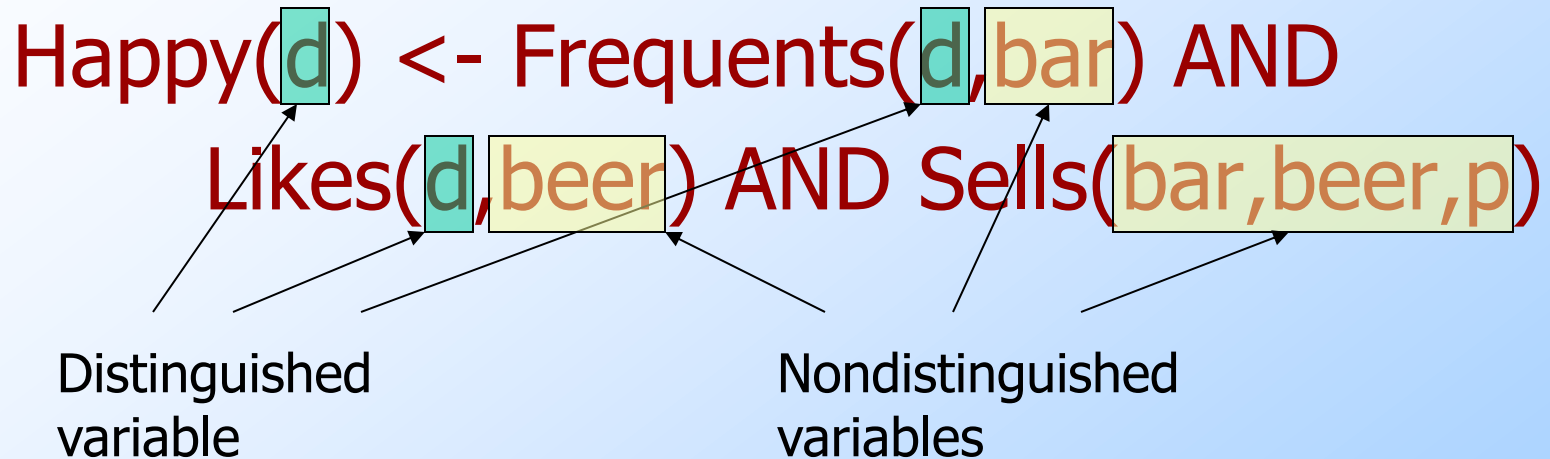 Happy(d) <- Frequents(d,bar) AND
Likes(d,beer) AND Sells(bar,beer,p)
Distinguished
variable
Nondistinguished
variables